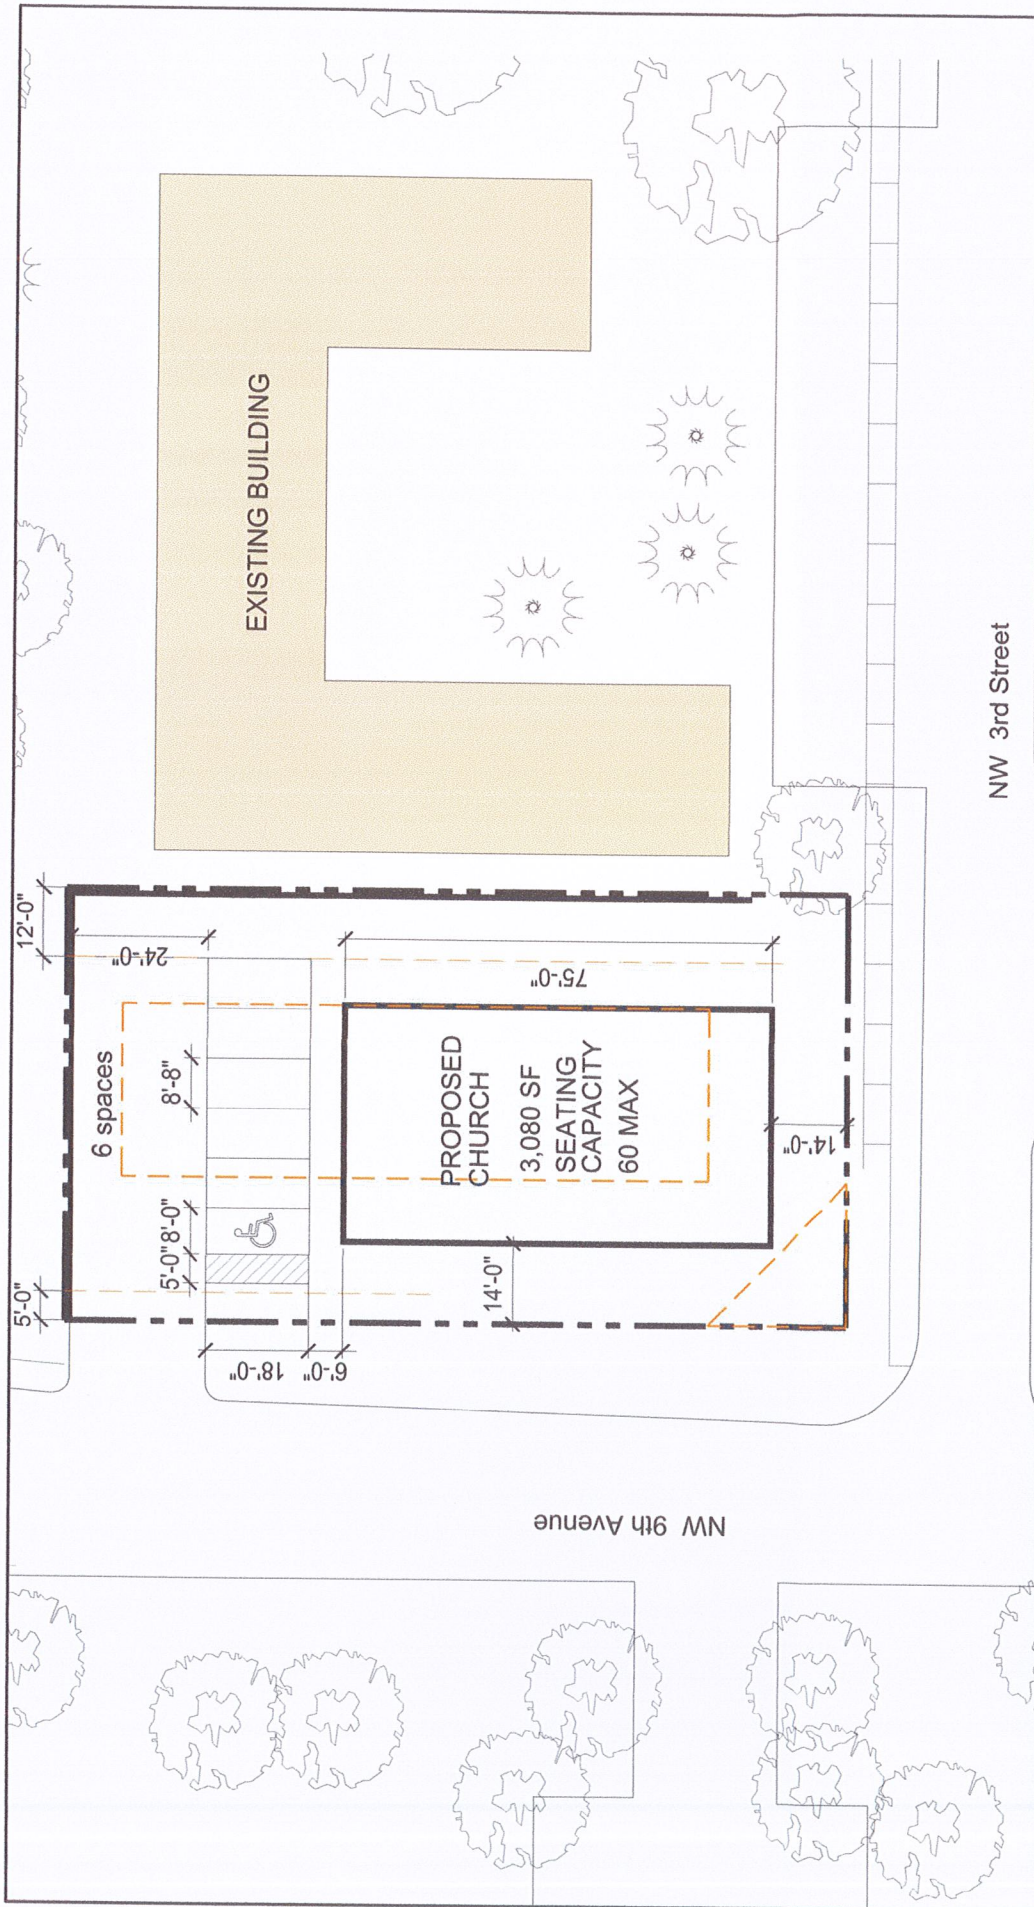 EXISTING BUILDING
12'-0"
24'-0"
6 spaces
8'-8"
5'-0"
8'-0"
5'-0"
18'-0"
6'-0"
75'-0"
PROPOSED
CHURCH
3,080 SF
SEATING
CAPACITY
60 MAX
14'-0"
14'-0"
NW 9th Avenue
NW 3rd Street